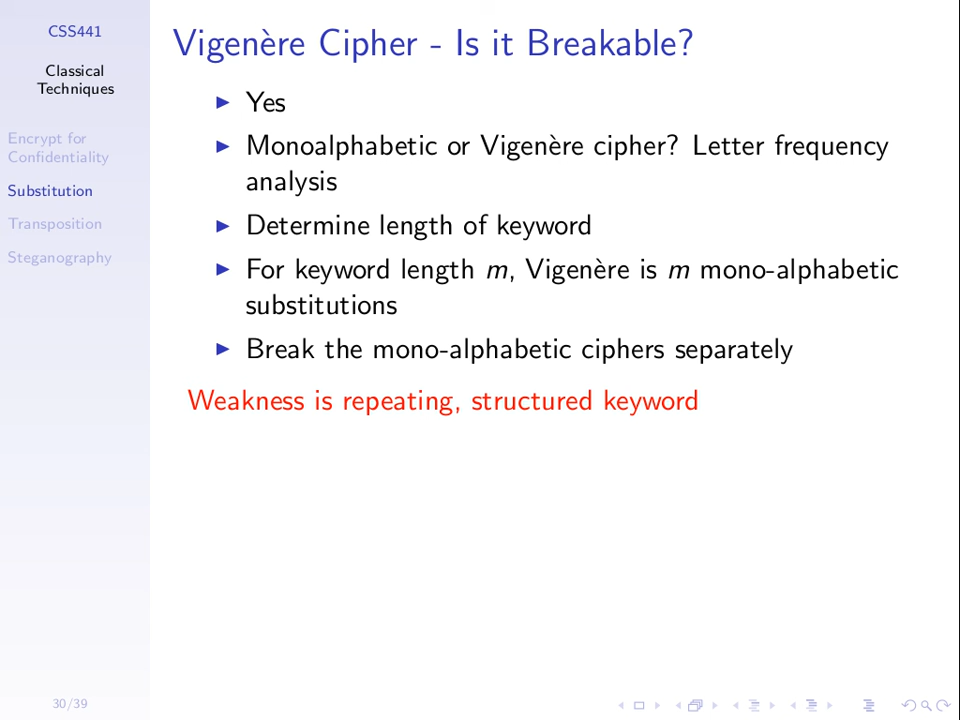 CSS441
Classical
Techniques
Encrypt for
Confidentiality
Substitution
Transposition
Steganography
30/39
Vigenère Cipher - Is it Breakable?
Yes
Monoalphabetic or Vigenère cipher? Letter frequency
analysis
Determine length of keyword
For keyword length m, Vigenère is m mono-alphabetic
substitutions
Break the mono-alphabetic ciphers separately
Weakness is repeating, structured keyword